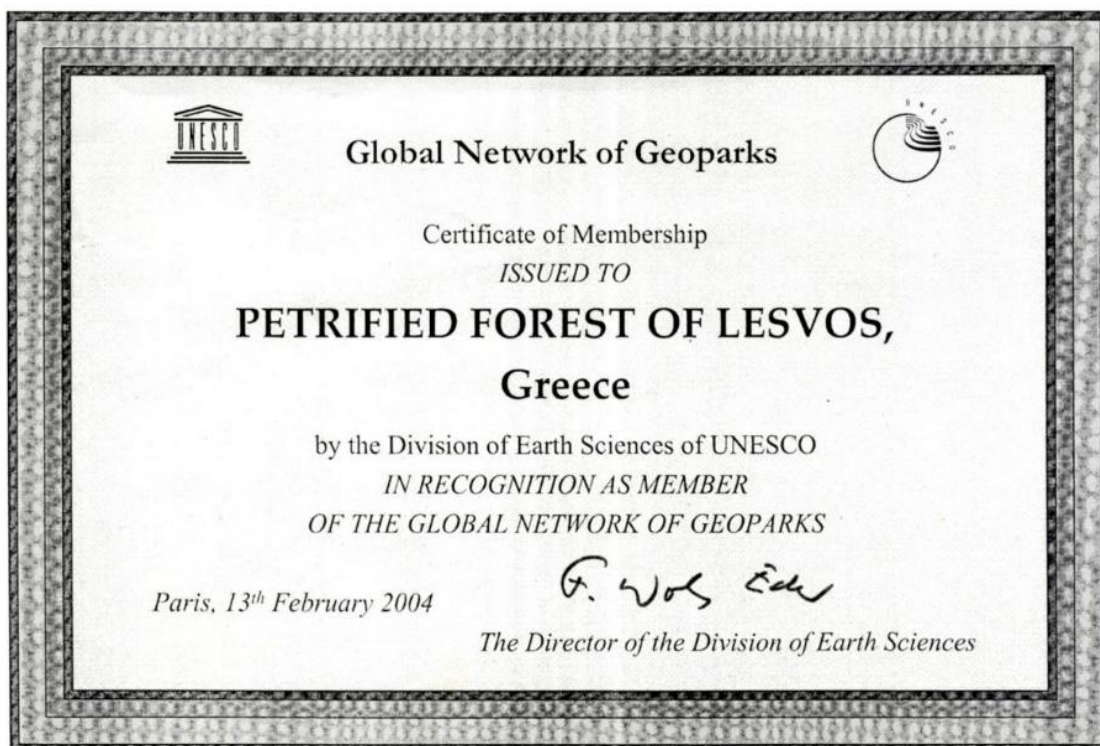 UNESCO
UNESCO
Global Network of Geoparks
Certificate of Membership
ISSUED TO
PETRIFIED FOREST OF LESVOS,
Greece
by the Division of Earth Sciences of UNESCO
IN RECOGNITION AS MEMBER
OF THE GLOBAL NETWORK OF GEOPARKS
Paris, 13th February 2004
The Director of the Division of Earth Sciences